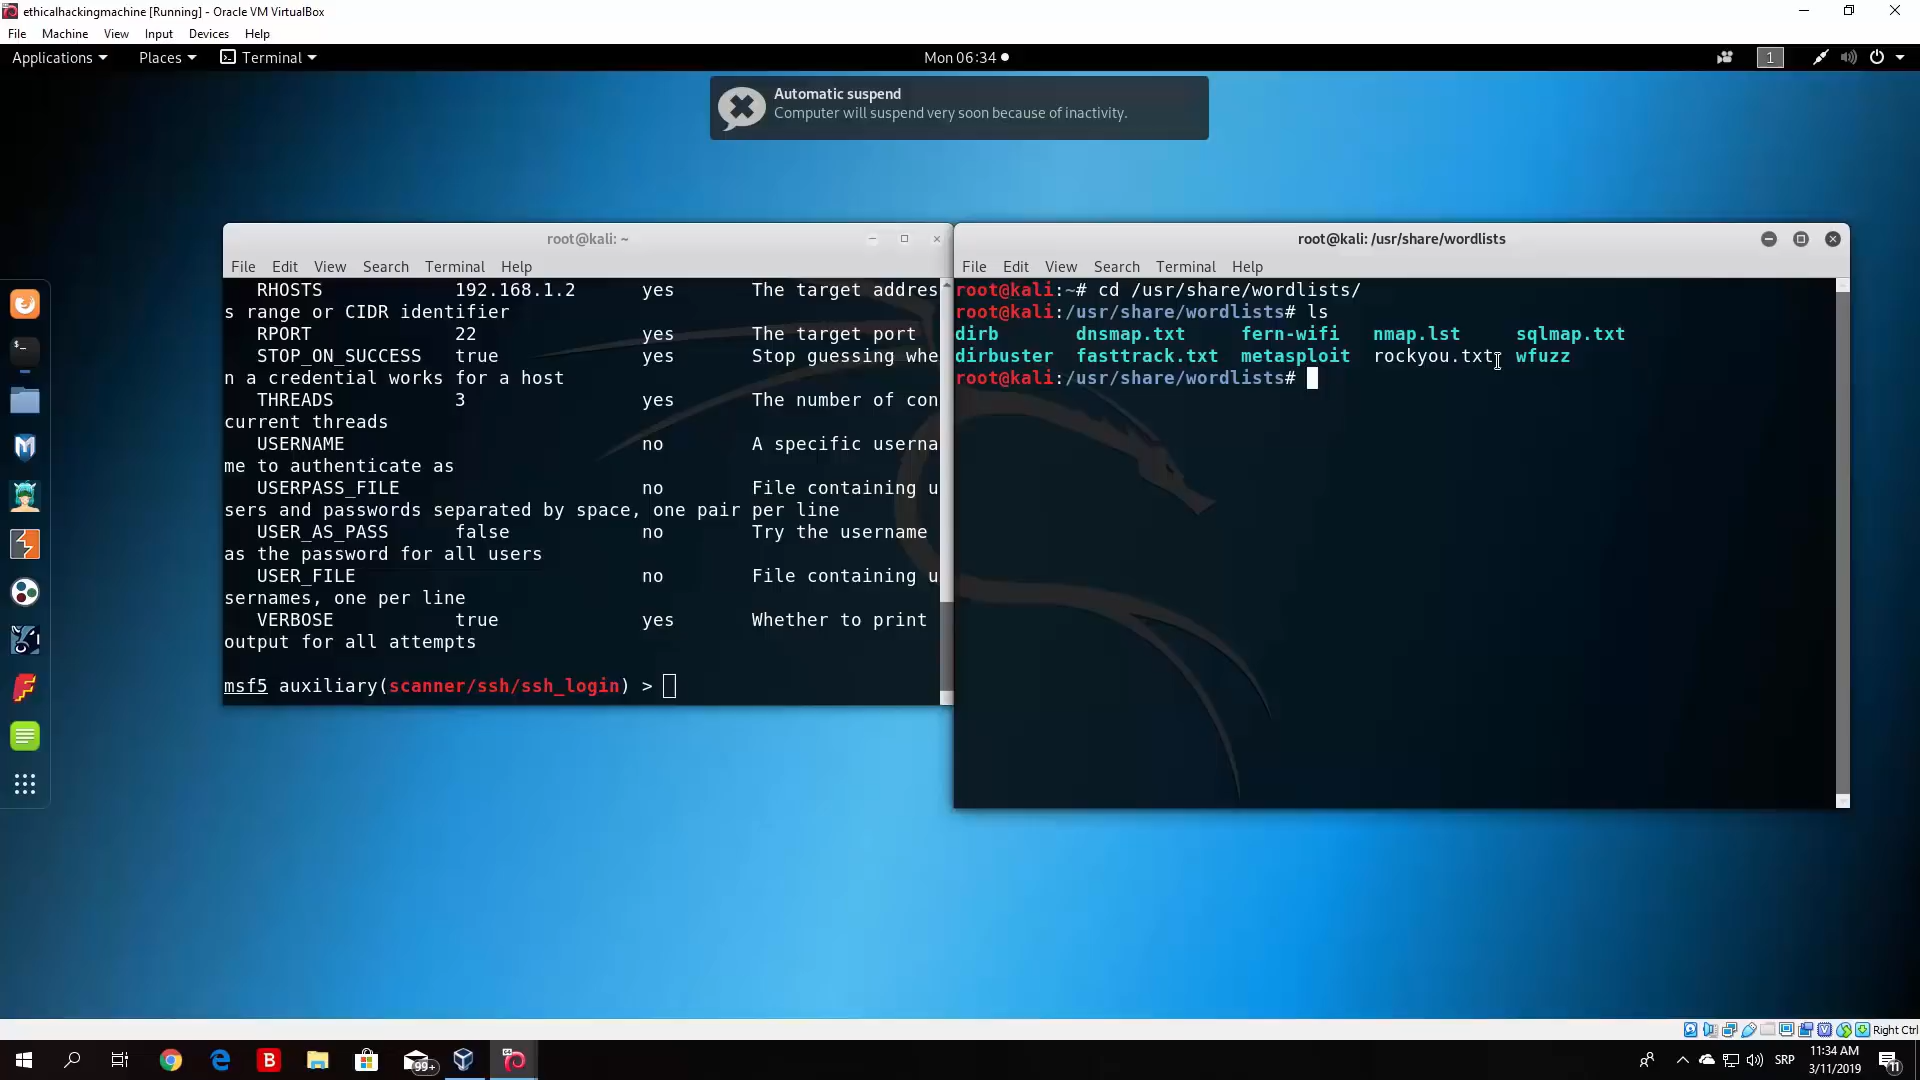 ethicalhackingmachine [Running] - Oracle VM VirtualBox
File Machine View Input Devices Help
Applications Places Terminal Mon 06:34 1
Automatic suspend
Computer will suspend very soon because of inactivity.
root@kali: ~
File Edit View Search Terminal Help
RHOSTS 192.168.1.2 yes The target addres
s range or CIDR identifier
RPORT 22 yes The target port
STOP_ON_SUCCESS true yes Stop guessing whe
n a credential works for a host
THREADS 3 yes The number of con
current threads
USERNAME no A specific userna
me to authenticate as
USERPASS_FILE no File containing u
sers and passwords separated by space, one pair per line
USER_AS_PASS false no Try the username
as the password for all users
USER_FILE no File containing u
sernames, one per line
VERBOSE true yes Whether to print
output for all attempts
msf5 auxiliary(scanner/ssh/ssh_login) >
root@kali: /usr/share/wordlists
File Edit View Search Terminal Help
root@kali:~# cd /usr/share/wordlists/
root@kali:/usr/share/wordlists# ls
dirb dnsmap.txt fern-wifi nmap.lst sqlmap.txt
dirbuster fasttrack.txt metasploit rockyou.txt wfuzz
root@kali:/usr/share/wordlists#
Right Ctrl
99+
SRP
11:34 AM
3/11/2019
11